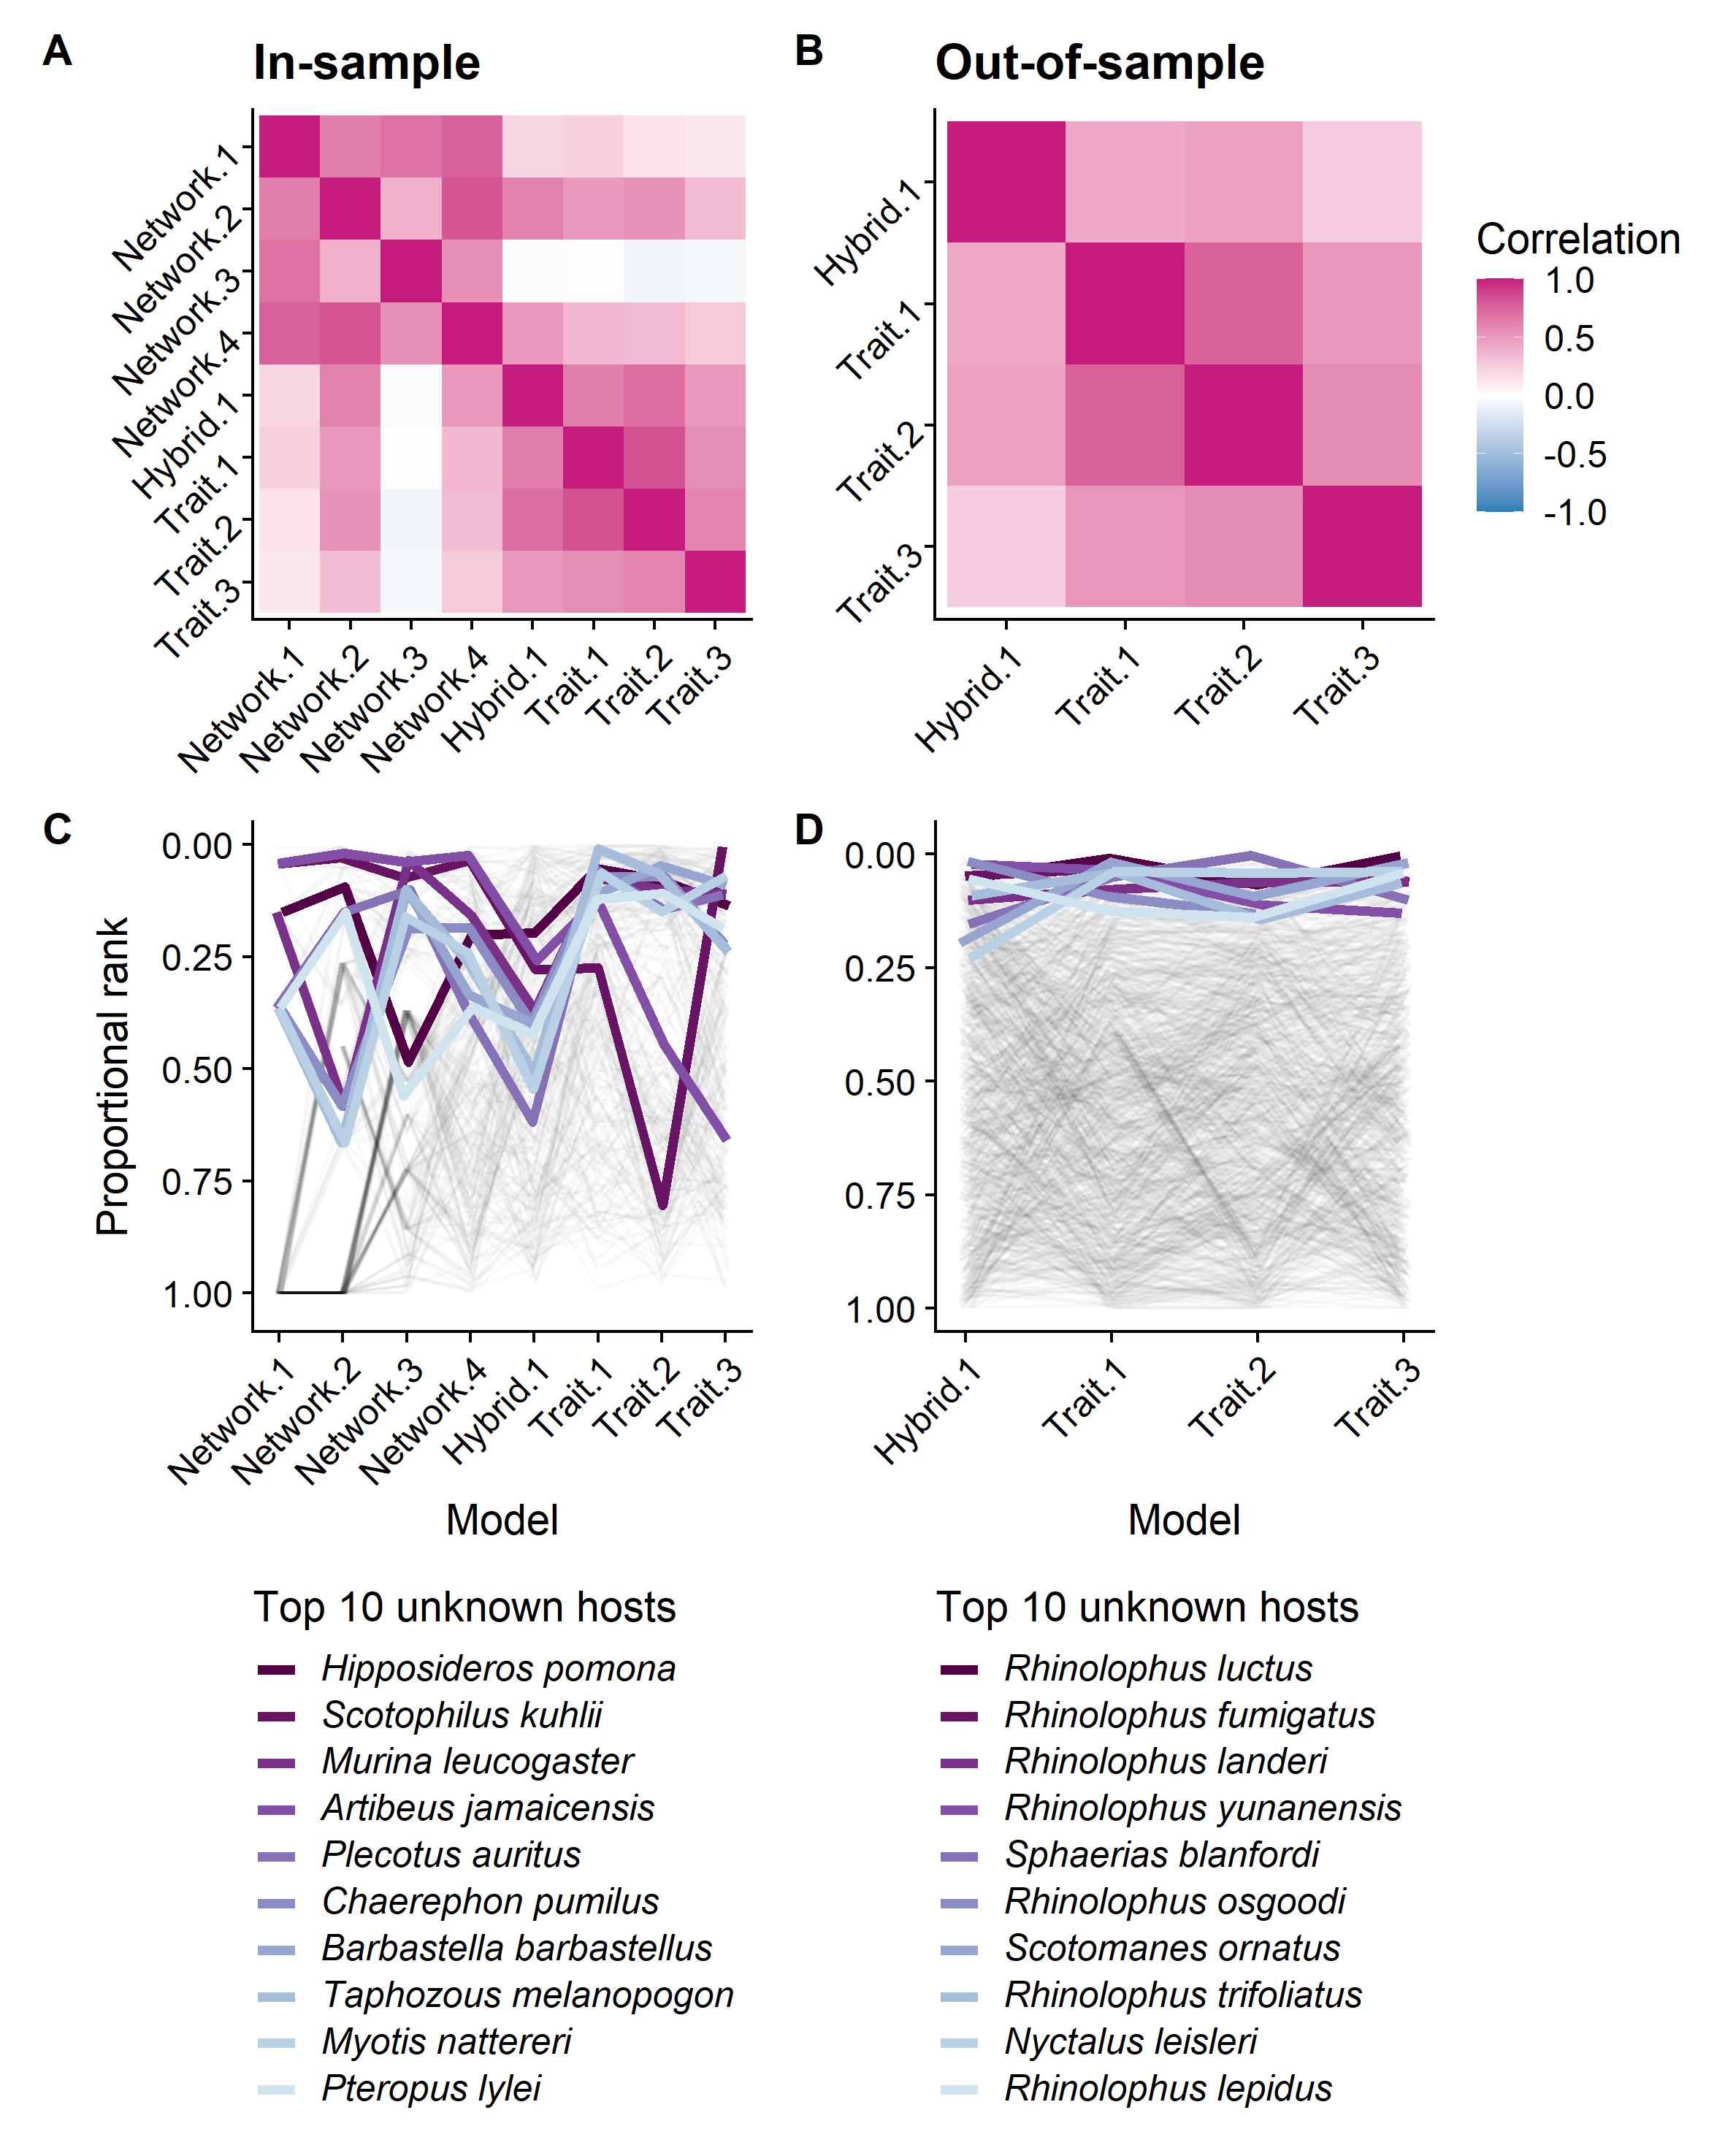 A
In-sample
Network.1
Network.2
Network.3
Network.4
Hybrid.1
Trait.1
Trait.2
Trait.3
Network.1
Network.2
Network.3
Network.4
Hybrid.1
Trait.1
Trait.2
Trait.3
B
Out-of-sample
Hybrid.1
Trait.1
Trait.2
Trait.3
Hybrid.1
Trait.1
Trait.2
Trait.3
Correlation
1.0
0.5
0.0
-0.5
-1.0
C
Proportional rank
0.00
0.25
0.50
0.75
1.00
Network.1
Network.2
Network.3
Network.4
Hybrid.1
Trait.1
Trait.2
Trait.3
Model
D
0.00
0.25
0.50
0.75
1.00
Hybrid.1
Trait.1
Trait.2
Trait.3
Model
Top 10 unknown hosts
Hipposideros pomona
Scotophilus kuhlii
Murina leucogaster
Artibeus jamaicensis
Plecotus auritus
Chaerephon pumilus
Barbastella barbastellus
Taphozous melanopogon
Myotis nattereri
Pteropus lylei
Top 10 unknown hosts
Rhinolophus luctus
Rhinolophus fumigatus
Rhinolophus landeri
Rhinolophus yunanensis
Sphaerias blanfordi
Rhinolophus osgoodi
Scotomanes ornatus
Rhinolophus trifoliatus
Nyctalus leisleri
Rhinolophus lepidus